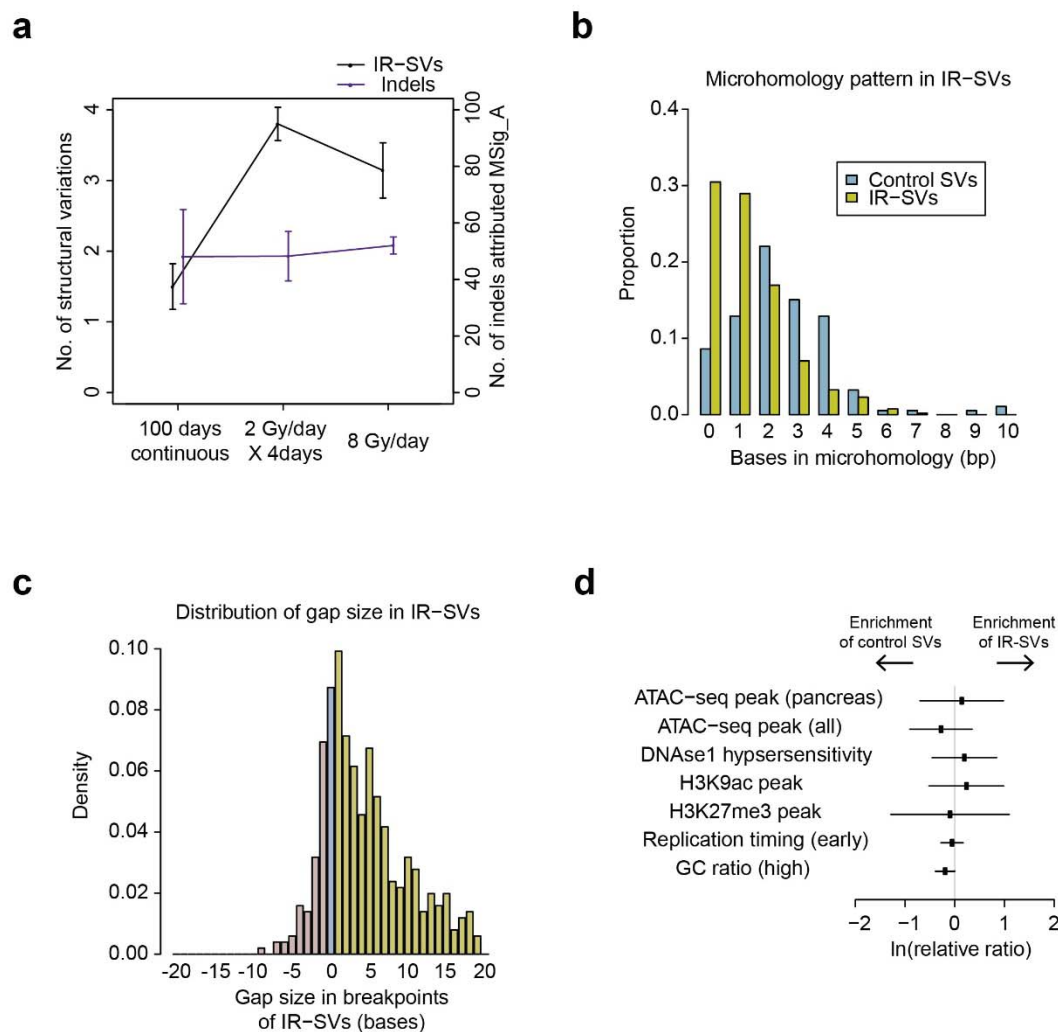 a
IR−SVs
Indels
No. of structural variations
4
3
2
1
0
100
80
60
40
20
0
No. of indels attributed MSig_A
100 days
continuous
2 Gy/day
X 4days
8 Gy/day
b
Microhomology pattern in IR−SVs
Control SVs
IR−SVs
Proportion
0.4
0.3
0.2
0.1
0.0
0 1 2 3 4 5 6 7 8 9 10
Bases in microhomology (bp)
c
Distribution of gap size in IR−SVs
Density
0.10
0.08
0.06
0.04
0.02
0.00
-20 -15 -10 -5 0 5 10 15 20
Gap size in breakpoints
of IR−SVs (bases)
d
Enrichment
of control SVs
Enrichment
of IR-SVs
ATAC−seq peak (pancreas)
ATAC−seq peak (all)
DNAse1 hypsersensitivity
H3K9ac peak
H3K27me3 peak
Replication timing (early)
GC ratio (high)
−2 −1 0 1 2
ln(relative ratio)